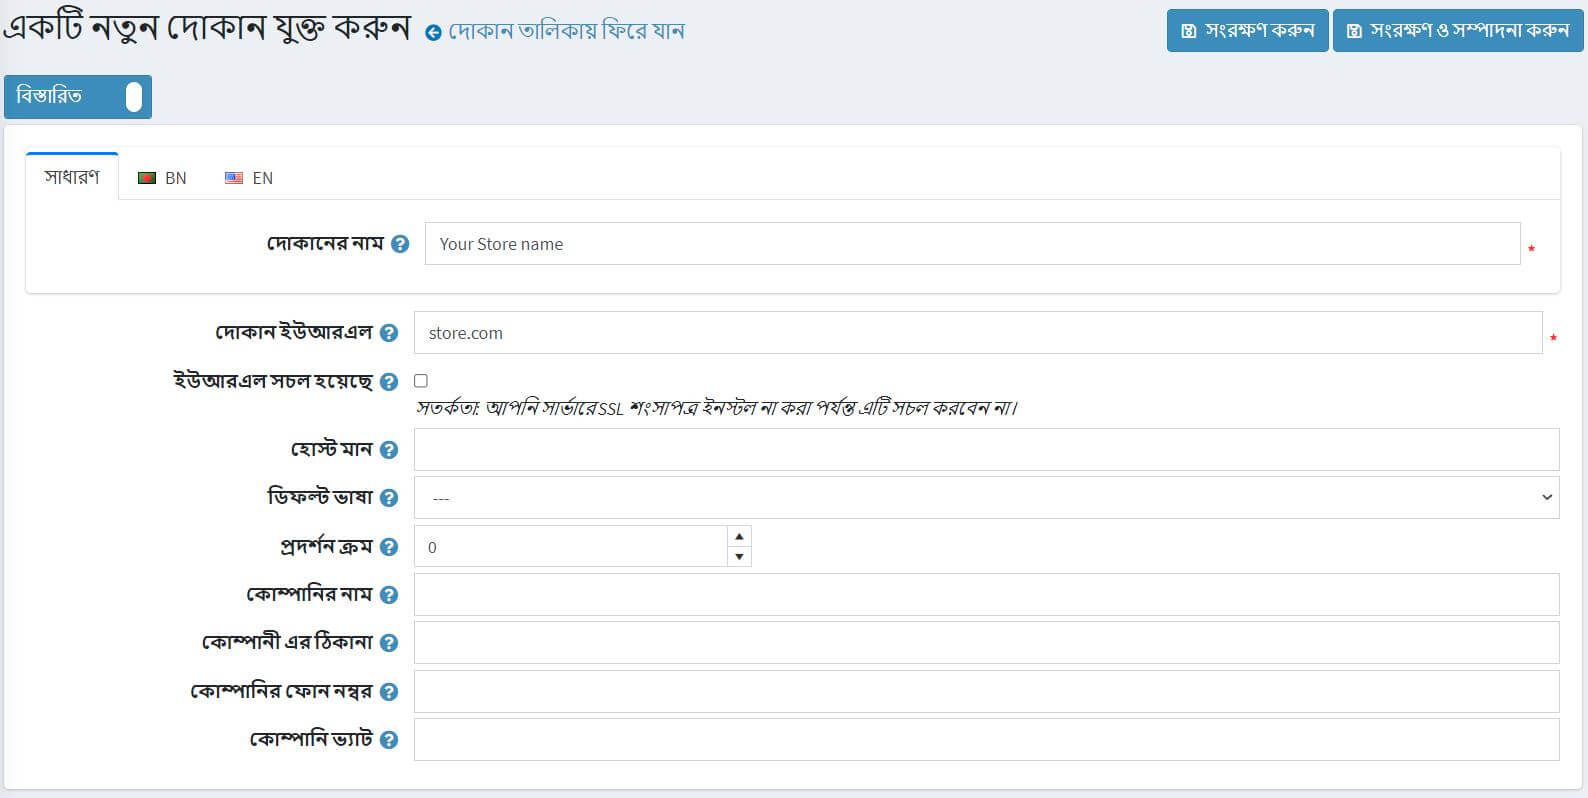 একটি নতুন দোকান যুক্ত করুন দোকান তালিকায় ফিরে যান সংরক্ষণ করুন সংরক্ষণ ও সম্পাদনা করুন
বিস্তারিত
সাধারণ BN EN
দোকানের নাম Your Store name *
দোকান ইউআরএল store.com *
ইউআরএল সচল হয়েছে
সতর্কতা: আপনি সার্ভারে SSL শংসাপত্র ইনস্টল না করা পর্যন্ত এটি সচল করবেন না।
হোস্ট মান
ডিফল্ট ভাষা ---
প্রদর্শন ক্রম 0
কোম্পানির নাম
কোম্পানী এর ঠিকানা
কোম্পানির ফোন নম্বর
কোম্পানি ভ্যাট